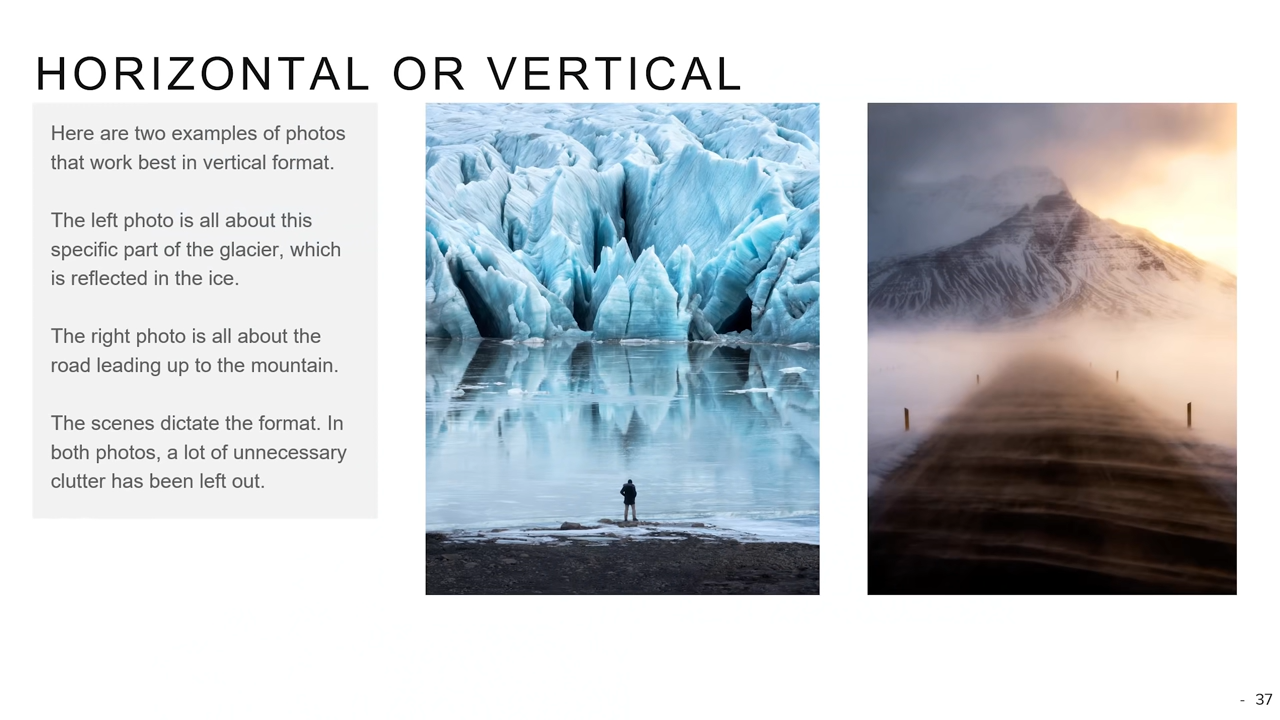 HORIZONTAL OR VERTICAL
Here are two examples of photos
that work best in vertical format.
The left photo is all about this
specific part of the glacier, which
is reflected in the ice.
The right photo is all about the
road leading up to the mountain.
The scenes dictate the format. In
both photos, a lot of unnecessary
clutter has been left out.
- 37